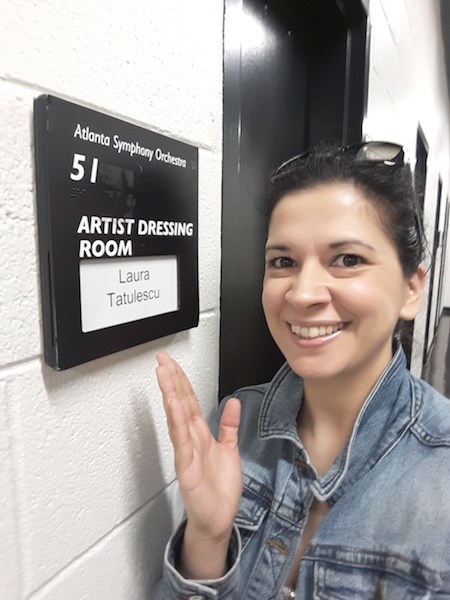 Atlanta Symphony Orchestra
51
ARTIST DRESSING
ROOM
Laura
Tatulescu